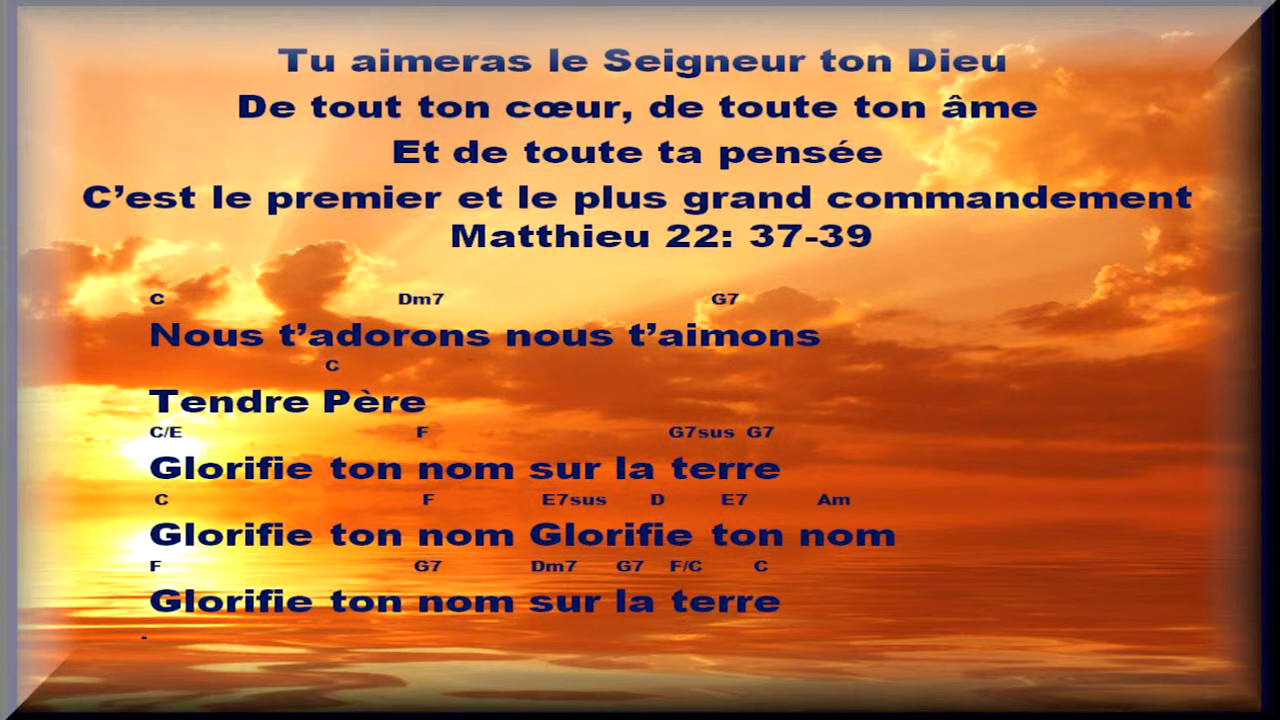 Tu aimeras le Seigneur ton Dieu
De tout ton cœur, de toute ton âme
Et de toute ta pensée
C’est le premier et le plus grand commandement
Matthieu 22: 37-39
C Dm7 G7
Nous t’adorons nous t’aimons
C
Tendre Père
C/E F G7sus G7
Glorifie ton nom sur la terre
C F E7sus D E7 Am
Glorifie ton nom Glorifie ton nom
F G7 Dm7 G7 F/C C
Glorifie ton nom sur la terre
.